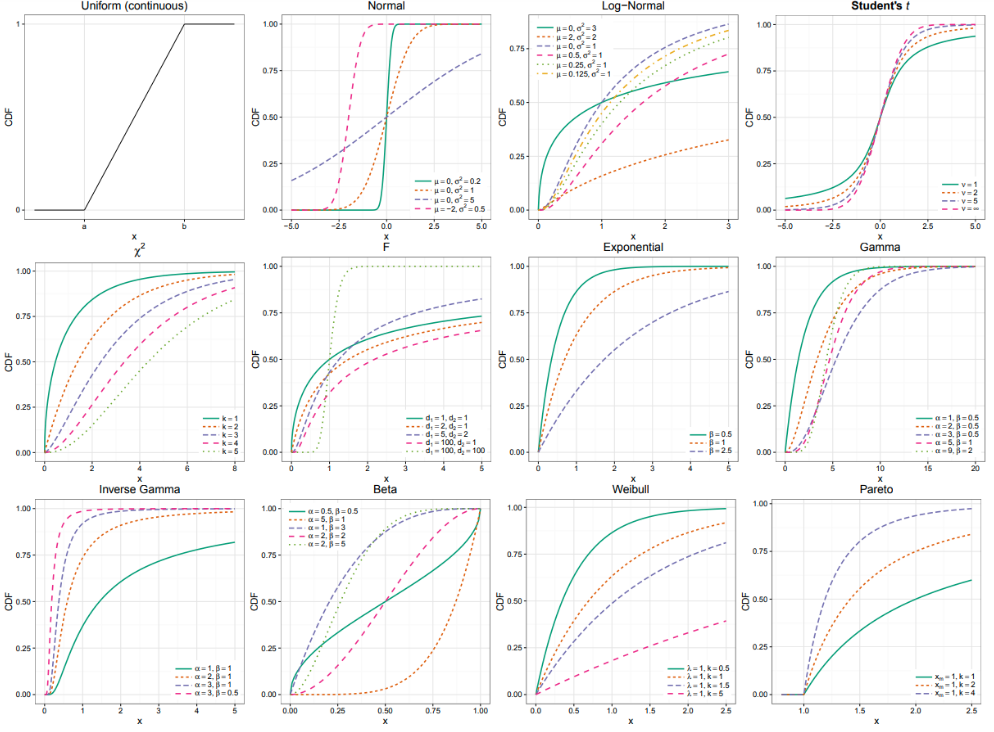 Uniform (continuous)
CDF
1
0
a
b
x
Normal
CDF
1.00
0.75
0.50
0.25
0.00
μ = 0, σ² = 0.2
μ = 0, σ² = 1
μ = 0, σ² = 5
μ = −2, σ² = 0.5
−5.0
−2.5
0.0
2.5
5.0
x
Log−Normal
CDF
0.75
0.50
0.25
0.00
μ = 0, σ² = 3
μ = 2, σ² = 2
μ = 0, σ² = 1
μ = 0.5, σ² = 1
μ = 0.25, σ² = 1
μ = 0.125, σ² = 1
0
1
2
3
x
Student's t
CDF
1.00
0.75
0.50
0.25
0.00
ν = 1
ν = 2
ν = 5
ν = ∞
−5.0
−2.5
0.0
2.5
5.0
x
χ²
CDF
1.00
0.75
0.50
0.25
0.00
k = 1
k = 2
k = 3
k = 4
k = 5
0
2
4
6
8
x
F
CDF
1.00
0.75
0.50
0.25
0.00
d₁ = 1, d₂ = 1
d₁ = 2, d₂ = 1
d₁ = 5, d₂ = 2
d₁ = 100, d₂ = 1
d₁ = 100, d₂ = 100
0
1
2
3
4
5
x
Exponential
CDF
1.00
0.75
0.50
0.25
0.00
β = 0.5
β = 1
β = 2.5
0
1
2
3
4
5
x
Gamma
CDF
1.00
0.75
0.50
0.25
0.00
α = 1, β = 0.5
α = 2, β = 0.5
α = 3, β = 0.5
α = 5, β = 1
α = 9, β = 2
0
5
10
15
20
x
Inverse Gamma
CDF
1.00
0.75
0.50
0.25
0.00
α = 1, β = 1
α = 2, β = 1
α = 3, β = 1
α = 3, β = 0.5
0
1
2
3
4
5
x
Beta
CDF
1.00
0.75
0.50
0.25
0.00
α = 0.5, β = 0.5
α = 5, β = 1
α = 1, β = 3
α = 2, β = 2
α = 2, β = 5
0.00
0.25
0.50
0.75
1.00
x
Weibull
CDF
1.00
0.75
0.50
0.25
0.00
λ = 1, k = 0.5
λ = 1, k = 1
λ = 1, k = 1.5
λ = 1, k = 5
0.0
0.5
1.0
1.5
2.0
2.5
x
Pareto
CDF
1.00
0.75
0.50
0.25
0.00
xₘ = 1, k = 1
xₘ = 1, k = 2
xₘ = 1, k = 4
1.0
1.5
2.0
2.5
x